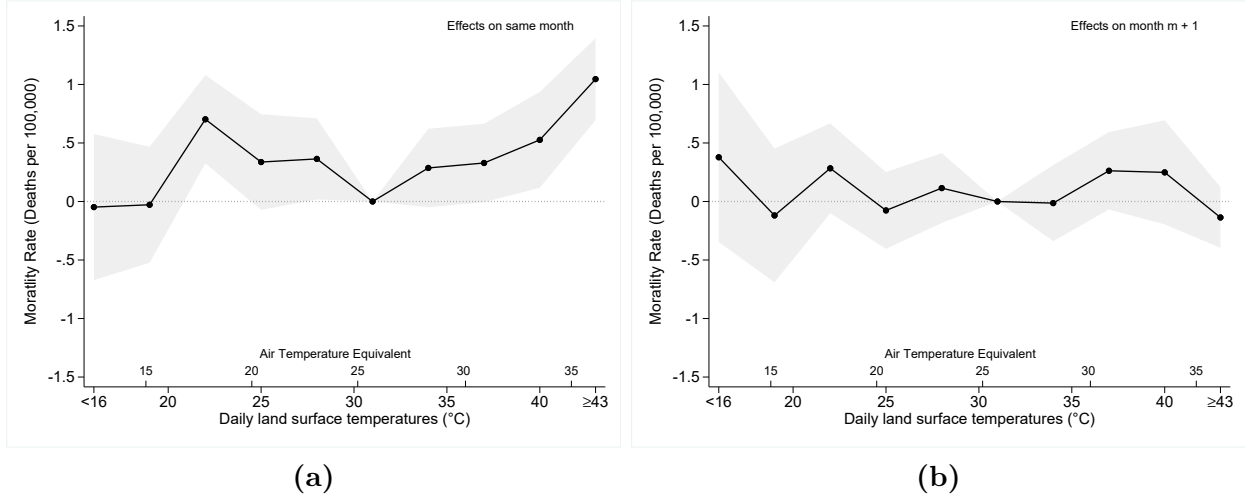 Effects on same month
Moratlity Rate (Deaths per 100,000)
1.5
1
.5
0
-.5
-1
-1.5
Air Temperature Equivalent
15 20 25 30 35
<16 20 25 30 35 40 ≥43
Daily land surface temperatures (°C)
(a)
Effects on month m + 1
Moratlity Rate (Deaths per 100,000)
1.5
1
.5
0
-.5
-1
-1.5
Air Temperature Equivalent
15 20 25 30 35
<16 20 25 30 35 40 ≥43
Daily land surface temperatures (°C)
(b)